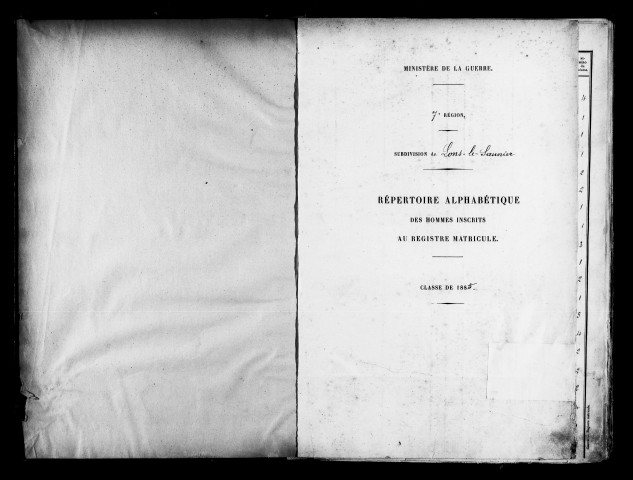 MINISTÈRE DE LA GUERRE.
7e RÉGION,
SUBDIVISION de Lons-le-Saunier
RÉPERTOIRE ALPHABÉTIQUE
DES HOMMES INSCRITS
AU REGISTRE MATRICULE.
CLASSE DE 1885